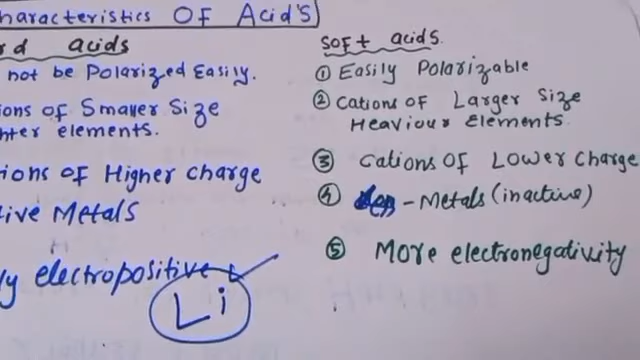 haracteristics OF Acid'S
rd acids
not be Polarized Easily.
ions of Smaller Size
hter elements.
ions OF Higher charge
tive Metals
ly electropositive
Li
SOFt acids.
① Easily Polarizable
② Cations OF Larger Size
Heaviour Elements.
③ Cations OF Lower Charge
④ - Metals (inactive)
⑤ More electronegativity